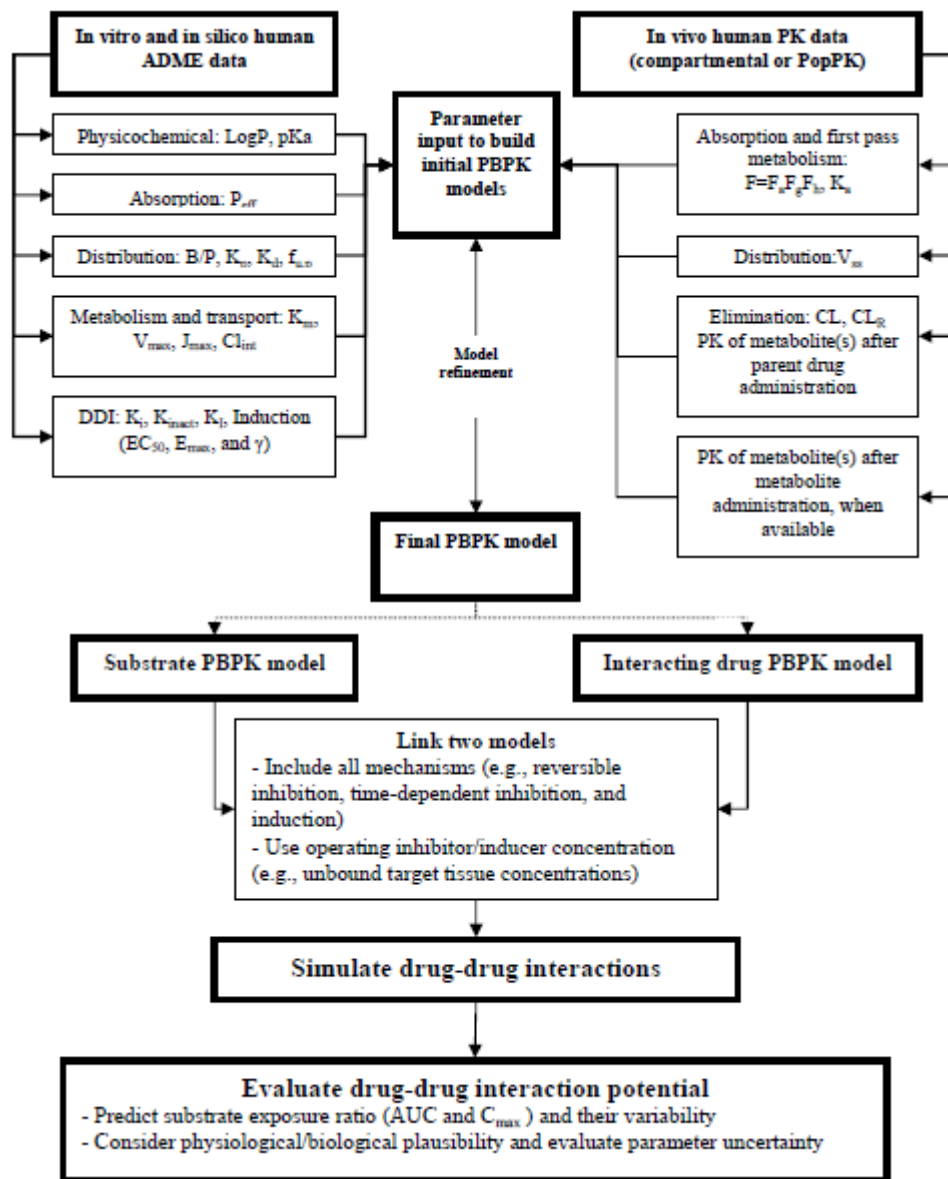 In vitro and in silico human
ADME data
In vivo human PK data
(compartmental or PopPK)
Physicochemical: LogP, pKa
Absorption: Peff
Distribution: B/P, Kp, Kd, fu,p
Metabolism and transport: Km,
Vmax, Jmax, Clint
DDI: Ki, Kinact, KI, Induction
(EC50, Emax, and γ)
Parameter
input to build
initial PBPK
models
Absorption and first pass
metabolism:
F=FaFgFh, Ka
Distribution:Vss
Elimination: CL, CLR
PK of metabolite(s) after
parent drug
administration
PK of metabolite(s) after
metabolite
administration, when
available
Model
refinement
Final PBPK model
Substrate PBPK model
Interacting drug PBPK model
Link two models
- Include all mechanisms (e.g., reversible
inhibition, time-dependent inhibition, and
induction)
- Use operating inhibitor/inducer concentration
(e.g., unbound target tissue concentrations)
Simulate drug-drug interactions
Evaluate drug-drug interaction potential
- Predict substrate exposure ratio (AUC and Cmax ) and their variability
- Consider physiological/biological plausibility and evaluate parameter uncertainty